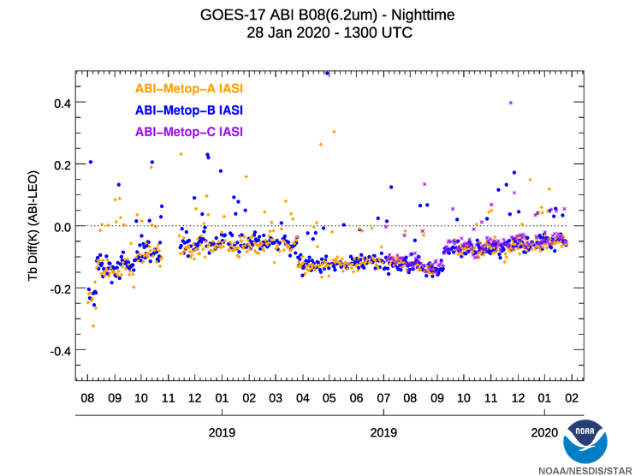 GOES-17 ABI B08(6.2um) - Nighttime
28 Jan 2020 - 1300 UTC
ABI-Metop-A IASI
ABI-Metop-B IASI
ABI-Metop-C IASI
Tb Diff(K) (ABI-LEO)
0.4
0.2
0.0
-0.2
-0.4
08 09 10 11 12 01 02 03 04 05 06 07 08 09 10 11 12 01 02
2019 2019 2020
NOAA
NOAA/NESDIS/STAR